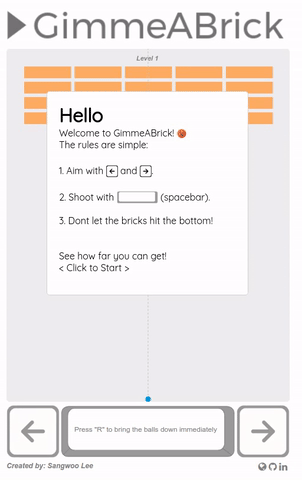 GimmeABrick
Level 1
Hello
Welcome to GimmeABrick!
The rules are simple:
1. Aim with ← and →.
2. Shoot with (spacebar).
3. Dont let the bricks hit the bottom!
See how far you can get!
< Click to Start >
Press "R" to bring the balls down immediately
Created by: Sangwoo Lee